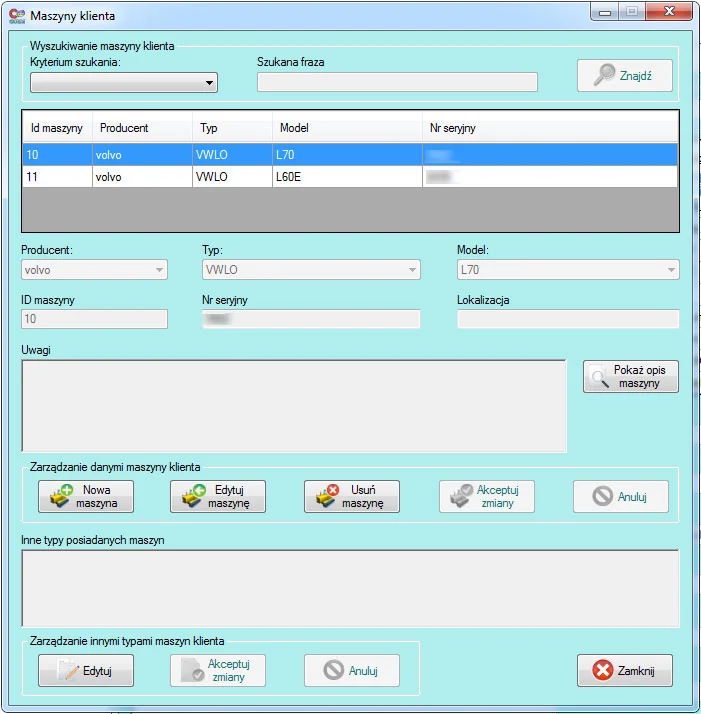 Maszyny klienta
Wyszukiwanie maszyny klienta
Kryterium szukania:
Szukana fraza
Znajdź
Id maszyny Producent Typ Model Nr seryjny
10 volvo VWLO L70
11 volvo VWLO L60E
Producent: Typ: Model:
volvo VWLO L70
ID maszyny Nr seryjny Lokalizacja
10
Uwagi
Pokaż opis
maszyny
Zarządzanie danymi maszyny klienta
Nowa
maszyna
Edytuj
maszynę
Usuń
maszynę
Akceptuj
zmiany
Anuluj
Inne typy posiadanych maszyn
Zarządzanie innymi typami maszyn klienta
Edytuj
Akceptuj
zmiany
Anuluj
Zamknij